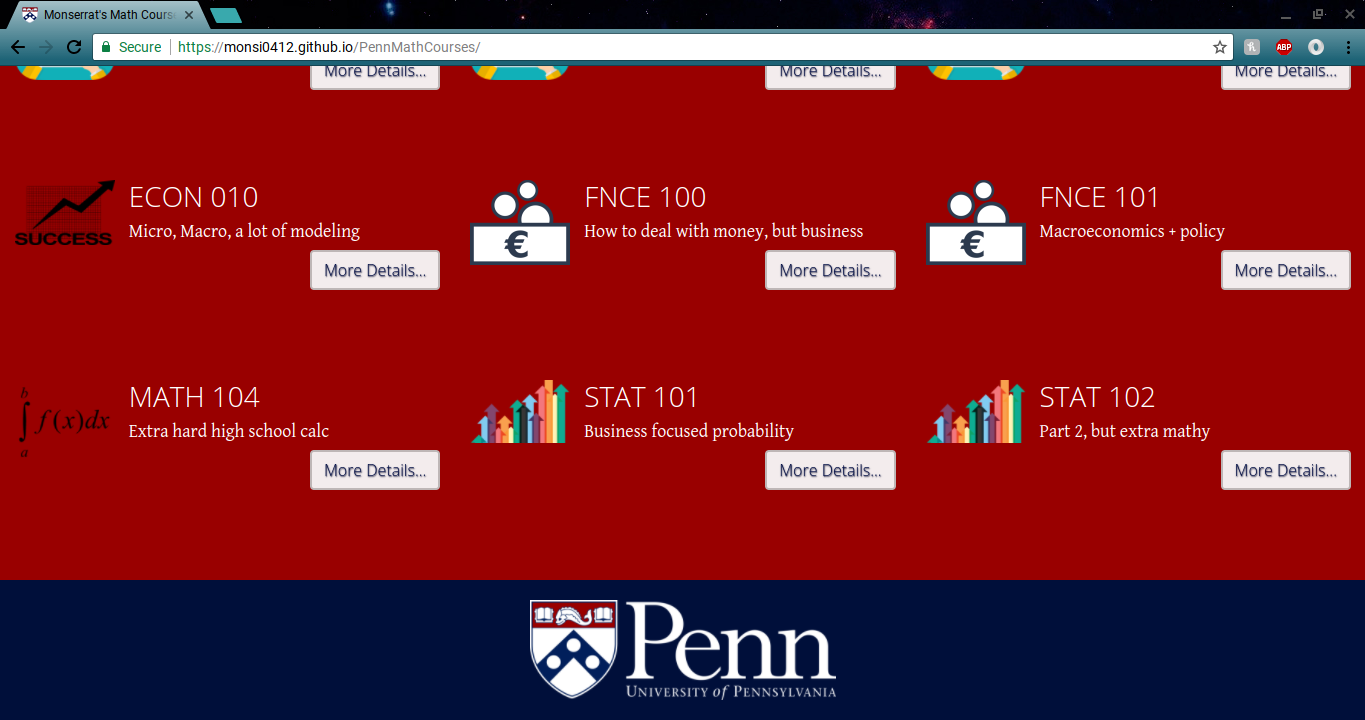 Monserrat's Math Cours
Secure https://monsi0412.github.io/PennMathCourses/
ABP
More Details... More Details... More Details...
ECON 010
Micro, Macro, a lot of modeling
More Details...
SUCCESS
FNCE 100
How to deal with money, but business
More Details...
€
FNCE 101
Macroeconomics + policy
More Details...
€
MATH 104
Extra hard high school calc
More Details...
b
∫ f(x)dx
a
STAT 101
Business focused probability
More Details...
STAT 102
Part 2, but extra mathy
More Details...
Penn
UNIVERSITY of PENNSYLVANIA